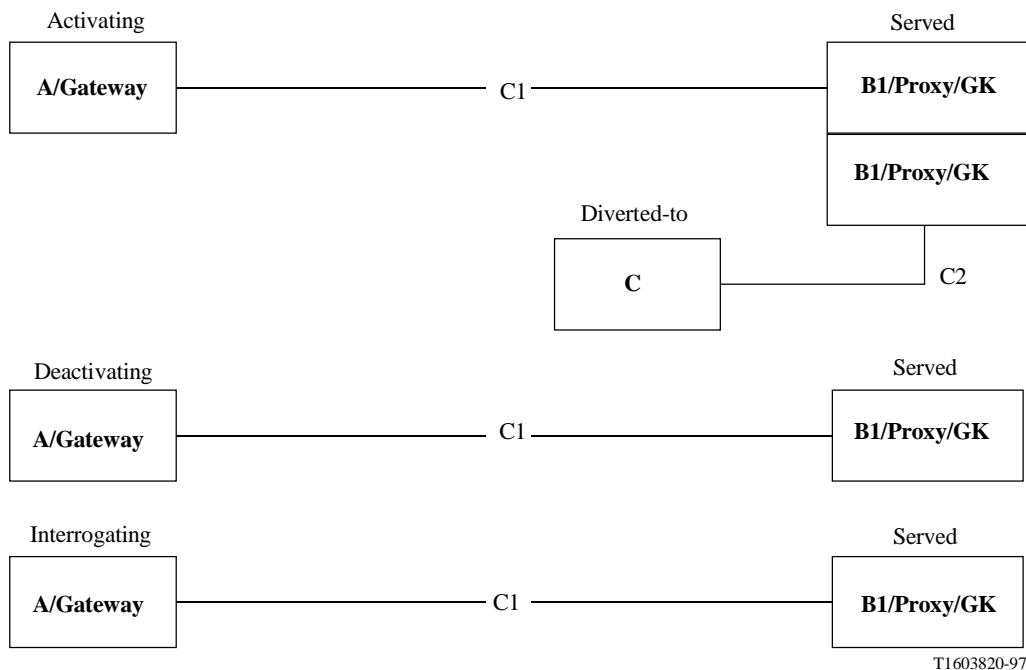 Activating
Served
A/Gateway
C1
B1/Proxy/GK
B1/Proxy/GK
Diverted-to
C
C2
Deactivating
Served
A/Gateway
C1
B1/Proxy/GK
Interrogating
Served
A/Gateway
C1
B1/Proxy/GK
T1603820-97